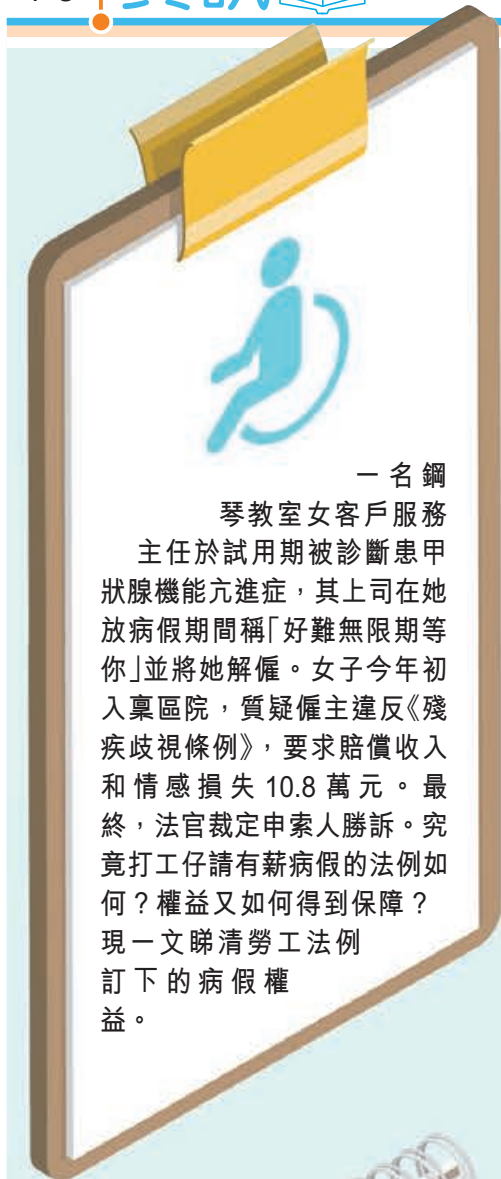 一名鋼
琴教室女客戶服務
主任於試用期被診斷患甲
狀腺機能亢進症，其上司在她
放病假期間稱「好難無限期等
你」並將她解僱。女子今年初
入稟區院，質疑僱主違反《殘
疾歧視條例》，要求賠償收入
和情感損失 10.8 萬元。最
終，法官裁定申索人勝訴。究
竟打工仔請有薪病假的法例如
何？權益又如何得到保障？
現一文睇清勞工法例
訂下的病假權
益。